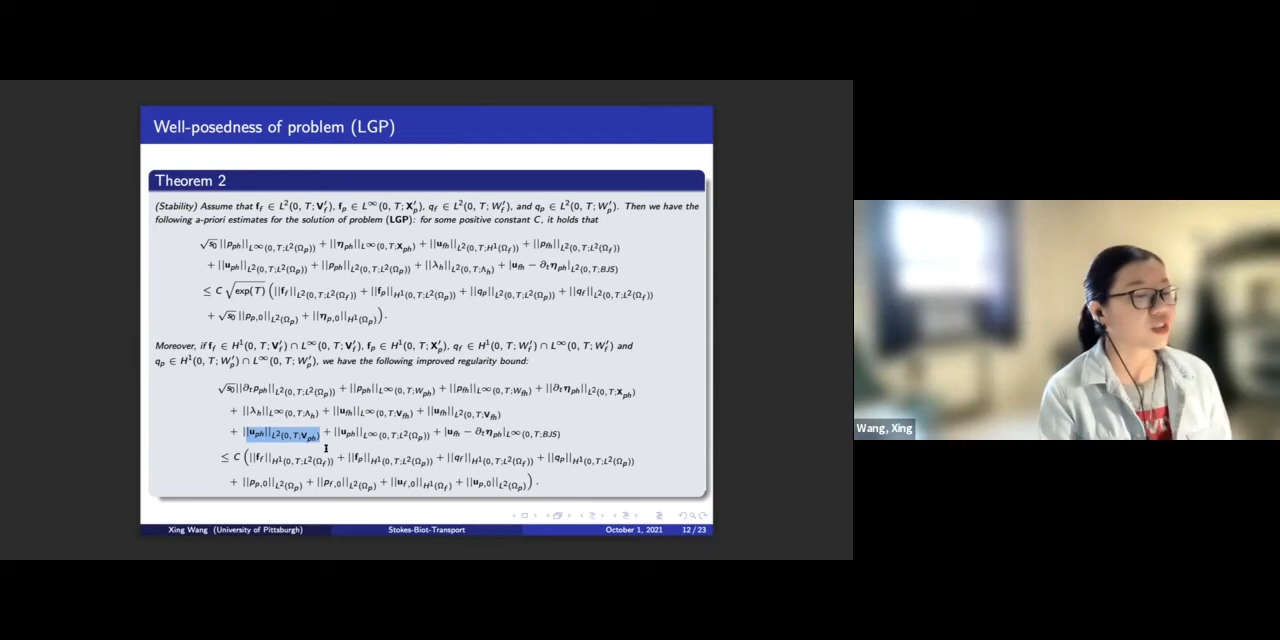 Well-posedness of problem (LGP)
Theorem 2
(Stability) Assume that f_f ∈ L²(0, T; V′_f), f_p ∈ L^∞(0, T; X′_p), q_f ∈ L²(0, T; W′_f), and q_p ∈ L²(0, T; W′_p). Then we have the
following a-priori estimates for the solution of problem (LGP): for some positive constant C, it holds that
√s₀ ||p_ph||_{L^∞(0,T;L²(Ω_p))} + ||η_ph||_{L^∞(0,T;X_ph)} + ||u_fh||_{L²(0,T;H¹(Ω_f))} + ||p_fh||_{L²(0,T;L²(Ω_f))}
+ ||u_ph||_{L²(0,T;L²(Ω_p))} + ||p_ph||_{L²(0,T;L²(Ω_p))} + ||λ_h||_{L²(0,T;Λ_h)} + |u_fh − ∂_t η_ph|_{L²(0,T;BJS)}
≤ C √exp(T) (||f_f||_{L²(0,T;L²(Ω_f))} + ||f_p||_{H¹(0,T;L²(Ω_p))} + ||q_p||_{L²(0,T;L²(Ω_p))} + ||q_f||_{L²(0,T;L²(Ω_f))}
+ √s₀ ||p_{p,0}||_{L²(Ω_p)} + ||η_{p,0}||_{H¹(Ω_p)}).
Moreover, if f_f ∈ H¹(0, T; V′_f) ∩ L^∞(0, T; V′_f), f_p ∈ H¹(0, T; X′_p), q_f ∈ H¹(0, T; W′_f) ∩ L^∞(0, T; W′_f) and
q_p ∈ H¹(0, T; W′_p) ∩ L^∞(0, T; W′_p), we have the following improved regularity bound:
√s₀||∂_t p_ph||_{L²(0,T;L²(Ω_p))} + ||p_ph||_{L^∞(0,T;W_ph)} + ||p_fh||_{L^∞(0,T;W_fh)} + ||∂_t η_ph||_{L²(0,T;X_ph)}
+ ||λ_h||_{L^∞(0,T;Λ_h)} + ||u_fh||_{L^∞(0,T;V_fh)} + ||u_fh||_{L²(0,T;V_fh)}
+ ||u_ph||_{L²(0,T;V_ph)} + ||u_ph||_{L^∞(0,T;L²(Ω_p))} + |u_fh − ∂_t η_ph|_{L^∞(0,T;BJS)}
≤ C (||f_f||_{H¹(0,T;L²(Ω_f))} + ||f_p||_{H¹(0,T;L²(Ω_p))} + ||q_f||_{H¹(0,T;L²(Ω_f))} + ||q_p||_{H¹(0,T;L²(Ω_p))}
+ ||p_{p,0}||_{L²(Ω_p)} + ||p_{f,0}||_{L²(Ω_p)} + ||u_{f,0}||_{H¹(Ω_f)} + ||u_{p,0}||_{L²(Ω_p)}).
Xing Wang (University of Pittsburgh) Stokes-Biot-Transport October 1, 2021 12 / 23
Wang, Xing